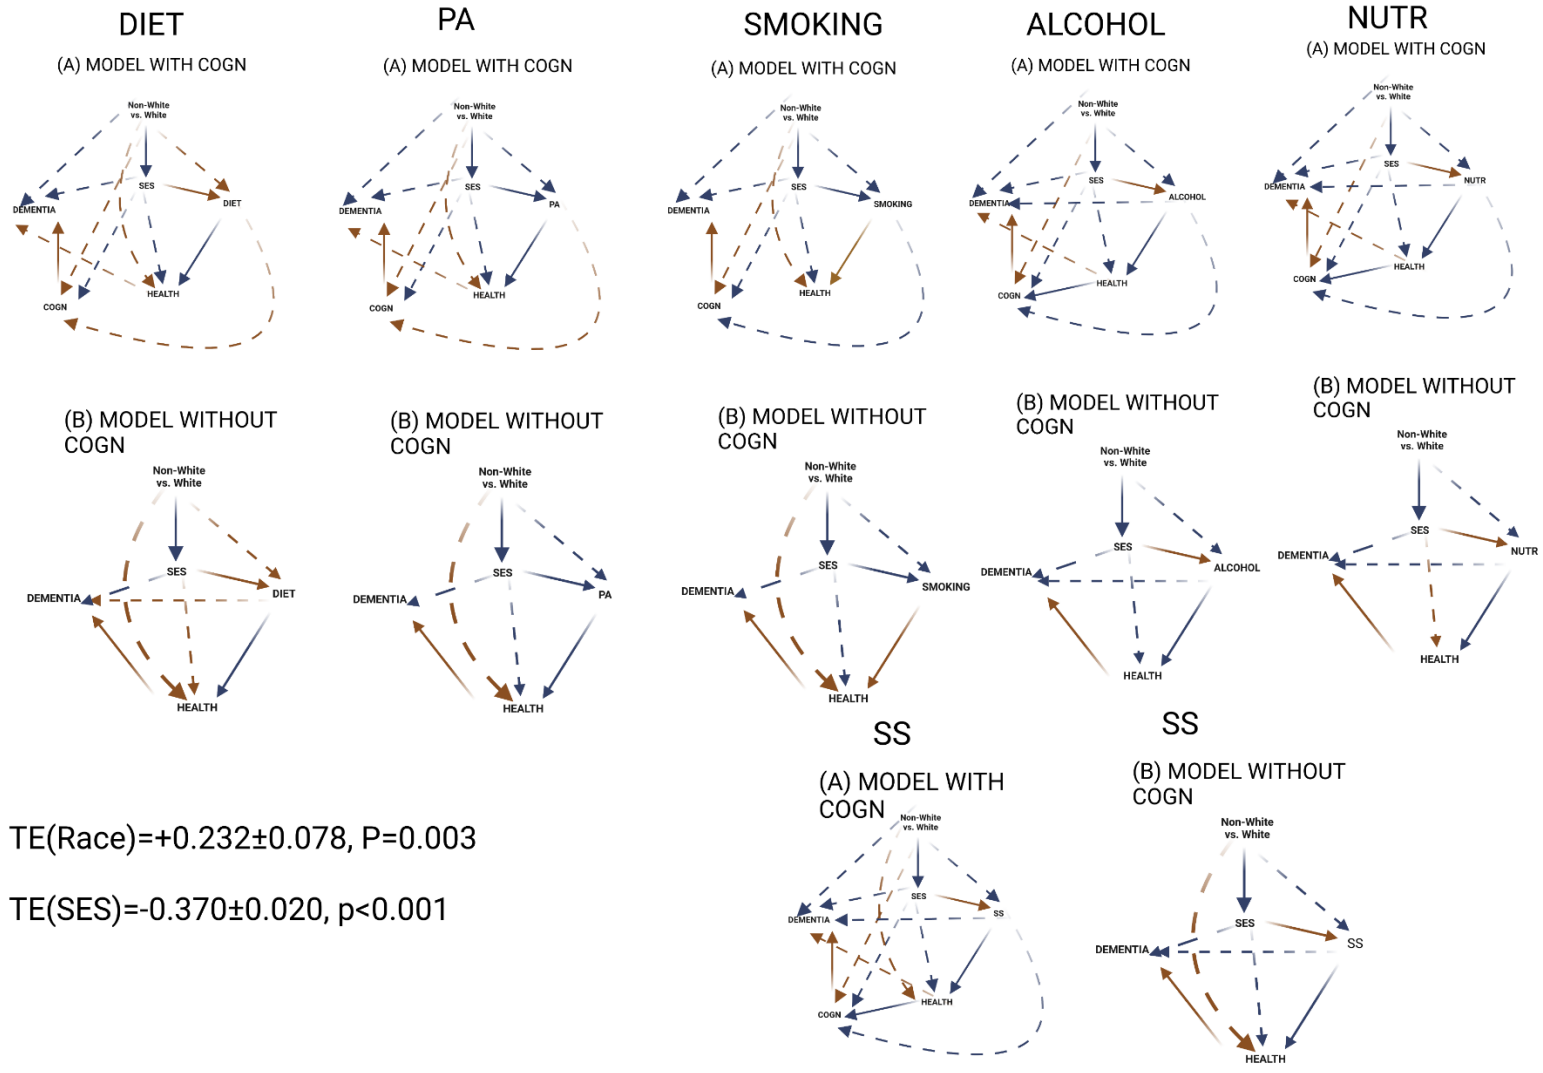 DIET
(A) MODEL WITH COGN
Non-White
vs. White
SES
DIET
DEMENTIA
HEALTH
COGN
PA
(A) MODEL WITH COGN
Non-White
vs. White
SES
PA
DEMENTIA
HEALTH
COGN
SMOKING
(A) MODEL WITH COGN
Non-White
vs. White
SES
SMOKING
DEMENTIA
HEALTH
COGN
ALCOHOL
(A) MODEL WITH COGN
Non-White
vs. White
SES
ALCOHOL
DEMENTIA
HEALTH
COGN
NUTR
(A) MODEL WITH COGN
Non-White
vs. White
SES
NUTR
DEMENTIA
HEALTH
COGN
(B) MODEL WITHOUT
COGN
Non-White
vs. White
SES
DIET
DEMENTIA
HEALTH
(B) MODEL WITHOUT
COGN
Non-White
vs. White
SES
PA
DEMENTIA
HEALTH
(B) MODEL WITHOUT
COGN
Non-White
vs. White
SES
SMOKING
DEMENTIA
HEALTH
(B) MODEL WITHOUT
COGN
Non-White
vs. White
SES
ALCOHOL
DEMENTIA
HEALTH
(B) MODEL WITHOUT
COGN
Non-White
vs. White
SES
NUTR
DEMENTIA
HEALTH
SS
(A) MODEL WITH
COGN
Non-White
vs. White
SES
SS
DEMENTIA
HEALTH
COGN
SS
(B) MODEL WITHOUT
COGN
Non-White
vs. White
SES
SS
DEMENTIA
HEALTH
TE(Race)=+0.232±0.078, P=0.003
TE(SES)=-0.370±0.020, p<0.001